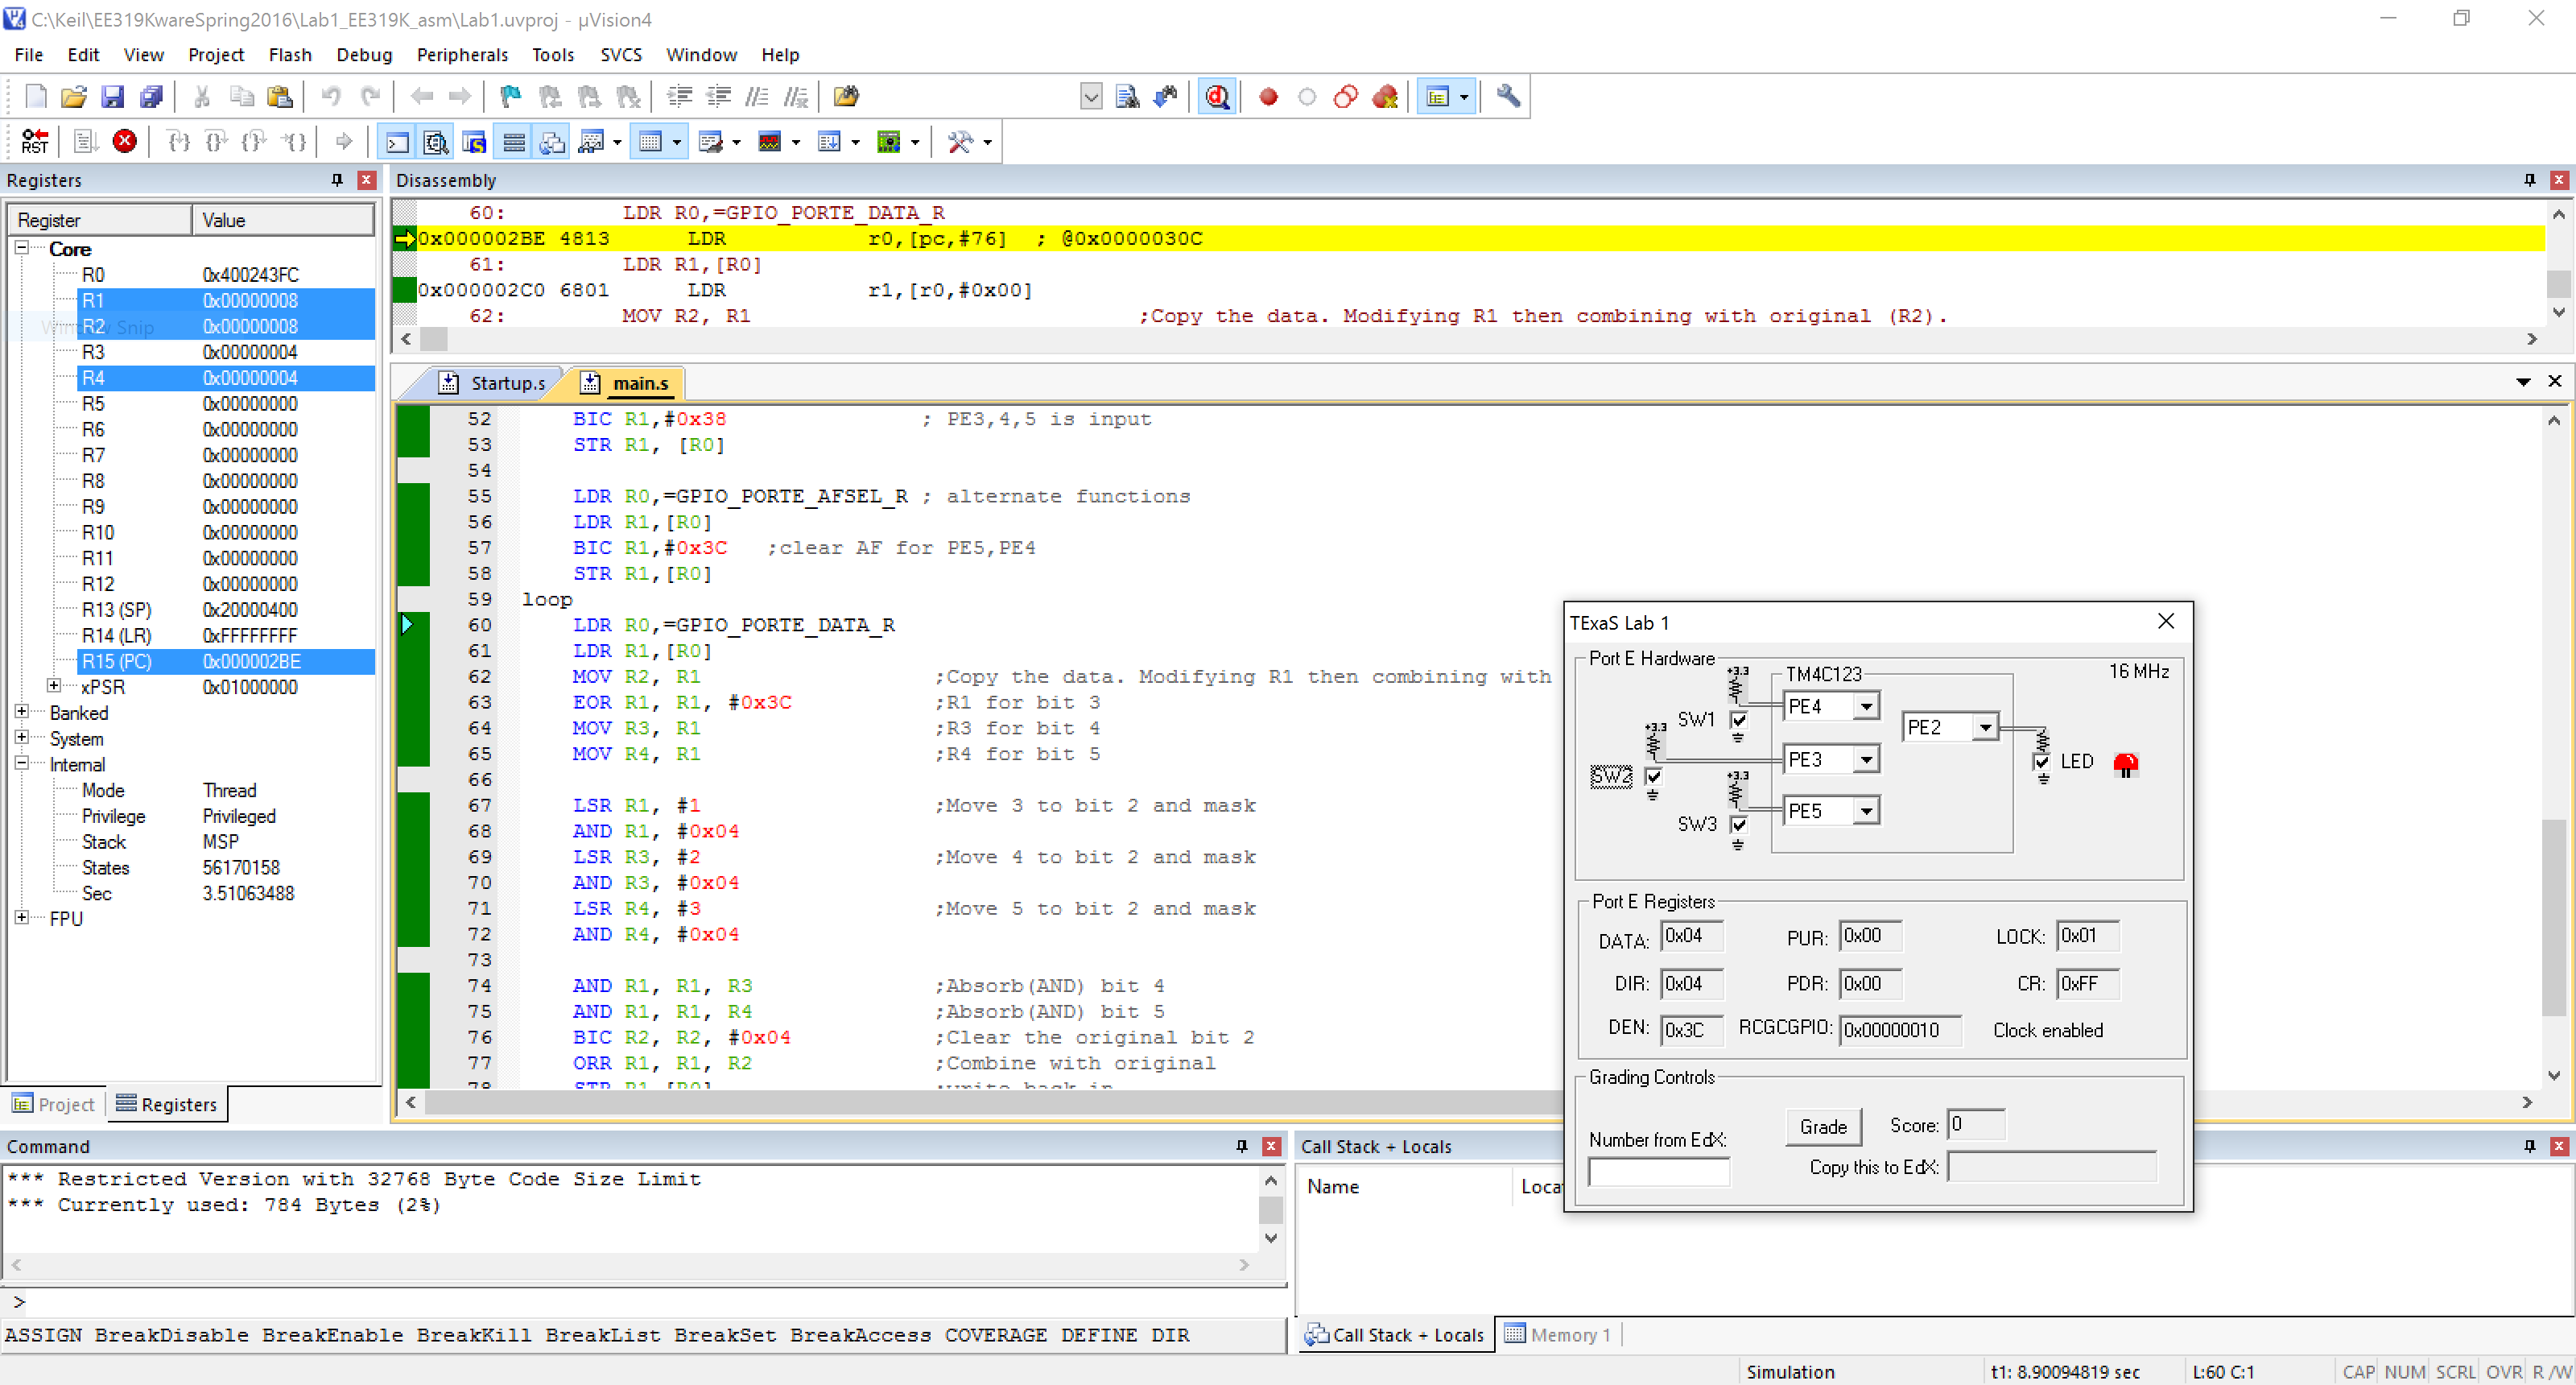 C:\Keil\EE319KwareSpring2016\Lab1_EE319K_asm\Lab1.uvproj - µVision4
File Edit View Project Flash Debug Peripherals Tools SVCS Window Help
RST
Registers
Register Value
Core
R0 0x400243FC
R1 0x00000008
R2 0x00000008
Window Snip
R3 0x00000004
R4 0x00000004
R5 0x00000000
R6 0x00000000
R7 0x00000000
R8 0x00000000
R9 0x00000000
R10 0x00000000
R11 0x00000000
R12 0x00000000
R13 (SP) 0x20000400
R14 (LR) 0xFFFFFFFF
R15 (PC) 0x000002BE
xPSR 0x01000000
Banked
System
Internal
Mode Thread
Privilege Privileged
Stack MSP
States 56170158
Sec 3.51063488
FPU
Project Registers
Disassembly
60: LDR R0,=GPIO_PORTE_DATA_R
0x000002BE 4813 LDR r0,[pc,#76] ; @0x0000030C
61: LDR R1,[R0]
0x000002C0 6801 LDR r1,[r0,#0x00]
62: MOV R2, R1 ;Copy the data. Modifying R1 then combining with original (R2).
Startup.s main.s
52 BIC R1,#0x38 ; PE3,4,5 is input
53 STR R1, [R0]
54
55 LDR R0,=GPIO_PORTE_AFSEL_R ; alternate functions
56 LDR R1,[R0]
57 BIC R1,#0x3C ;clear AF for PE5,PE4
58 STR R1,[R0]
59 loop
60 LDR R0,=GPIO_PORTE_DATA_R
61 LDR R1,[R0]
62 MOV R2, R1 ;Copy the data. Modifying R1 then combining with
63 EOR R1, R1, #0x3C ;R1 for bit 3
64 MOV R3, R1 ;R3 for bit 4
65 MOV R4, R1 ;R4 for bit 5
66
67 LSR R1, #1 ;Move 3 to bit 2 and mask
68 AND R1, #0x04
69 LSR R3, #2 ;Move 4 to bit 2 and mask
70 AND R3, #0x04
71 LSR R4, #3 ;Move 5 to bit 2 and mask
72 AND R4, #0x04
73
74 AND R1, R1, R3 ;Absorb(AND) bit 4
75 AND R1, R1, R4 ;Absorb(AND) bit 5
76 BIC R2, R2, #0x04 ;Clear the original bit 2
77 ORR R1, R1, R2 ;Combine with original
78 STR R1,[R0] ;write back in
TExaS Lab 1
Port E Hardware
16 MHz
TM4C123
+3.3
PE4
SW1
PE2
+3.3
PE3
LED
SW2
+3.3
PE5
SW3
Port E Registers
DATA: 0x04 PUR: 0x00 LOCK: 0x01
DIR: 0x04 PDR: 0x00 CR: 0xFF
DEN: 0x3C RCGCGPIO: 0x00000010 Clock enabled
Grading Controls
Number from EdX: Grade Score: 0
Copy this to EdX:
Command
*** Restricted Version with 32768 Byte Code Size Limit
*** Currently used: 784 Bytes (2%)
>
ASSIGN BreakDisable BreakEnable BreakKill BreakList BreakSet BreakAccess COVERAGE DEFINE DIR
Call Stack + Locals
Name
Call Stack + Locals Memory 1
Simulation t1: 8.90094819 sec L:60 C:1 CAP NUM SCRL OVR R/W